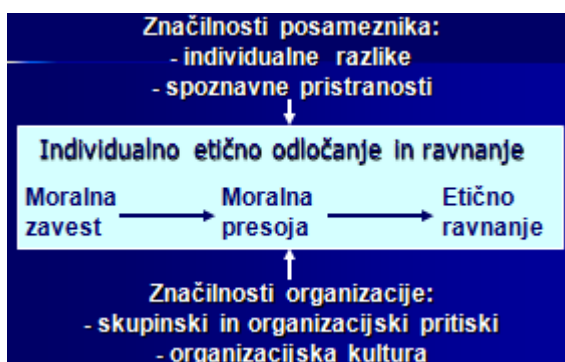 Značilnosti posameznika:
- individualne razlike
- spoznavne pristranosti
Individualno etično odločanje in ravnanje
Moralna zavest
Moralna presoja
Etično ravnanje
Značilnosti organizacije:
- skupinski in organizacijski pritiski
- organizacijska kultura